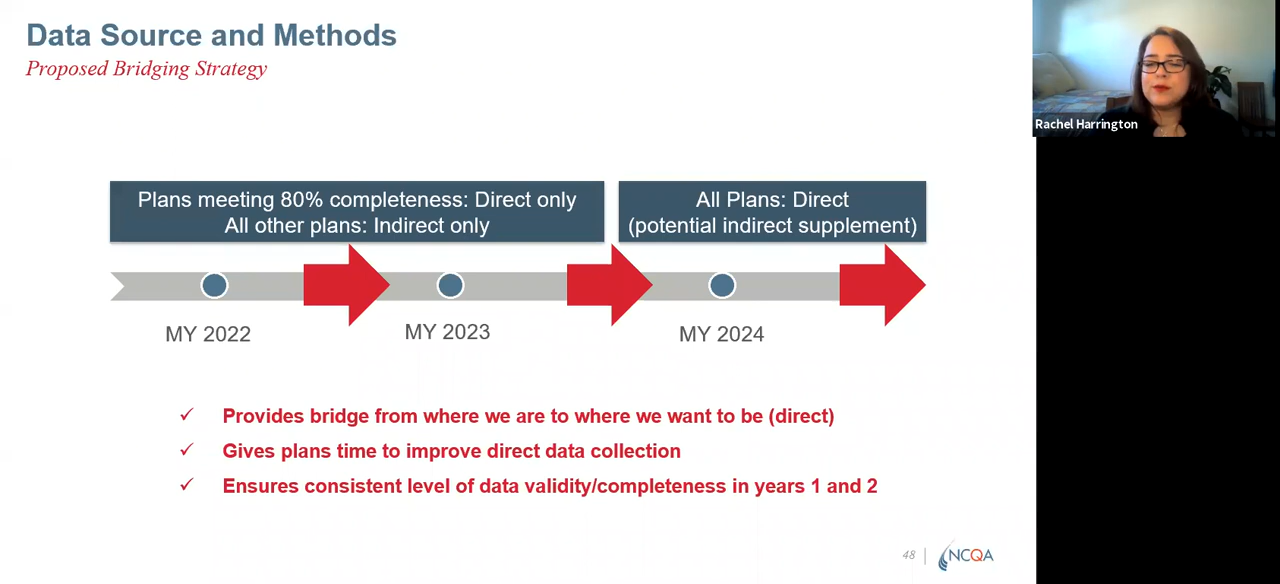 Data Source and Methods
Proposed Bridging Strategy
Rachel Harrington
Plans meeting 80% completeness: Direct only
All other plans: Indirect only
All Plans: Direct
(potential indirect supplement)
MY 2022
MY 2023
MY 2024
✓ Provides bridge from where we are to where we want to be (direct)
✓ Gives plans time to improve direct data collection
✓ Ensures consistent level of data validity/completeness in years 1 and 2
48 | NCQA